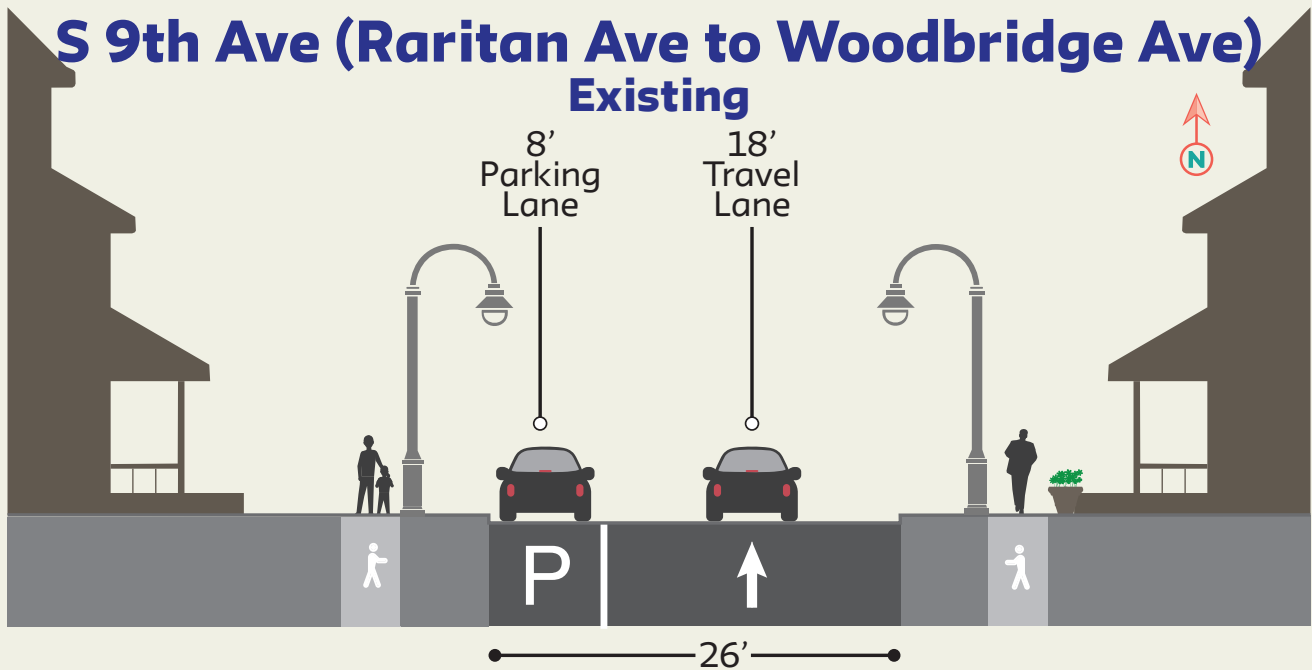 S 9th Ave (Raritan Ave to Woodbridge Ave)
Existing
8’
Parking
Lane
18’
Travel
Lane
N
P
26’